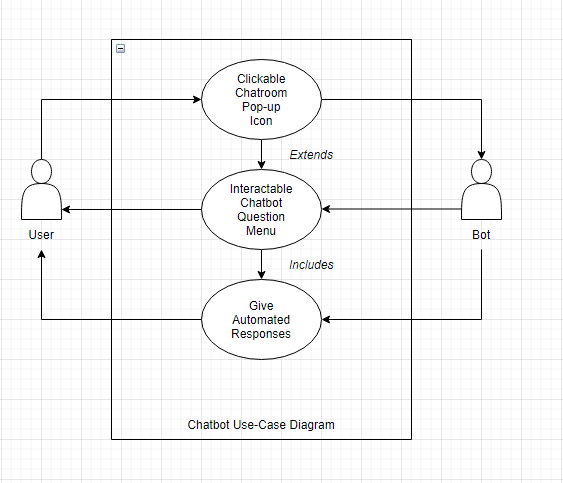 Clickable
Chatroom
Pop-up
Icon
Extends
Interactable
Chatbot
Question
Menu
User
Bot
Includes
Give
Automated
Responses
Chatbot Use-Case Diagram